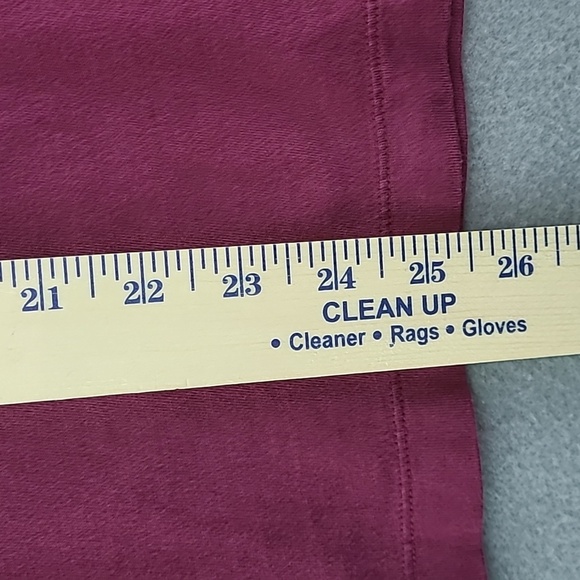 21 22 23 24 25 26
CLEAN UP
• Cleaner • Rags • Gloves